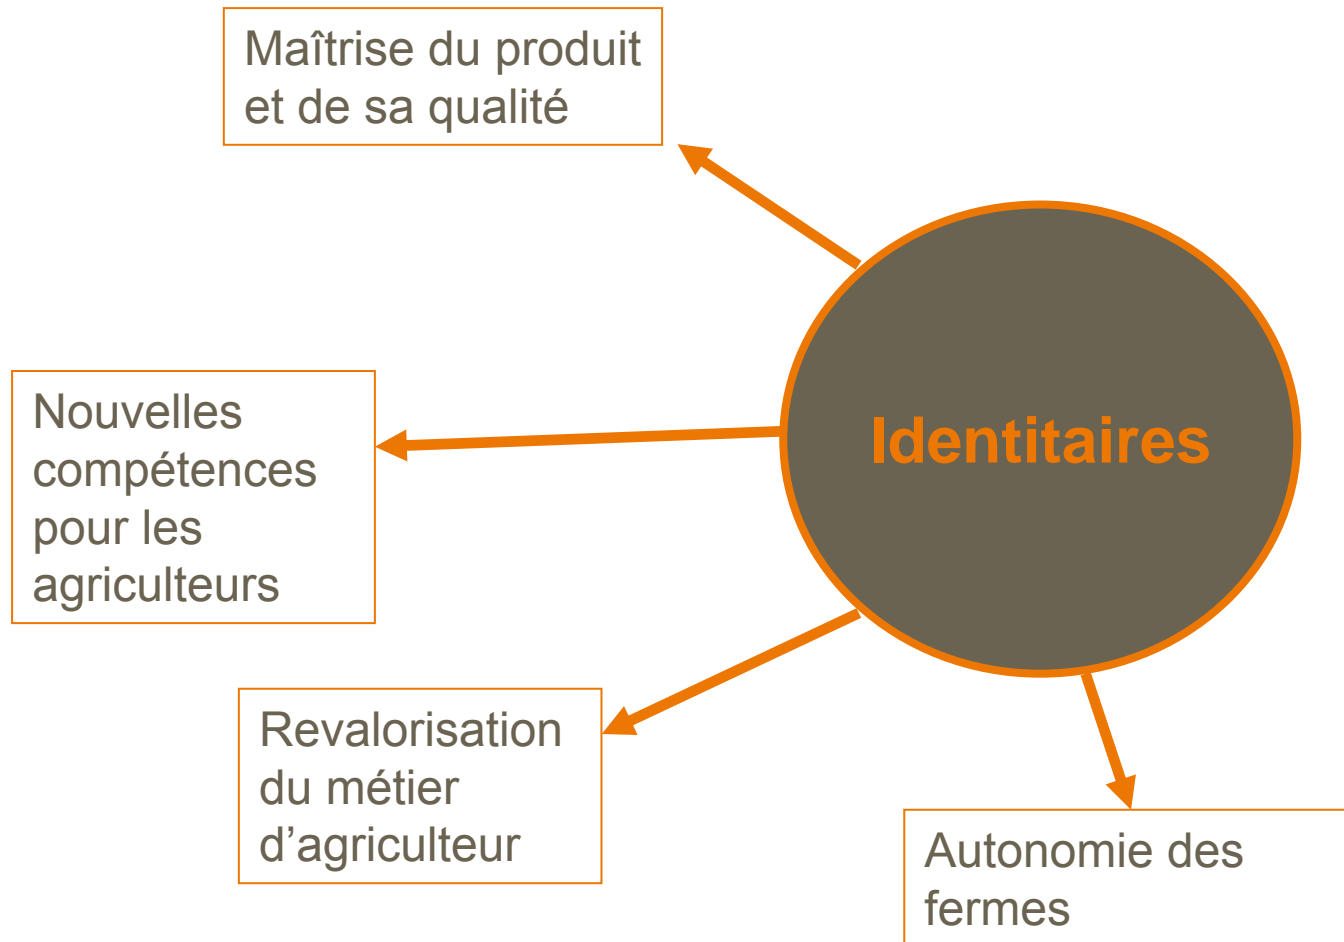 Maîtrise du produit
et de sa qualité
Nouvelles
compétences
pour les
agriculteurs
Identitaires
Revalorisation
du métier
d’agriculteur
Autonomie des
fermes